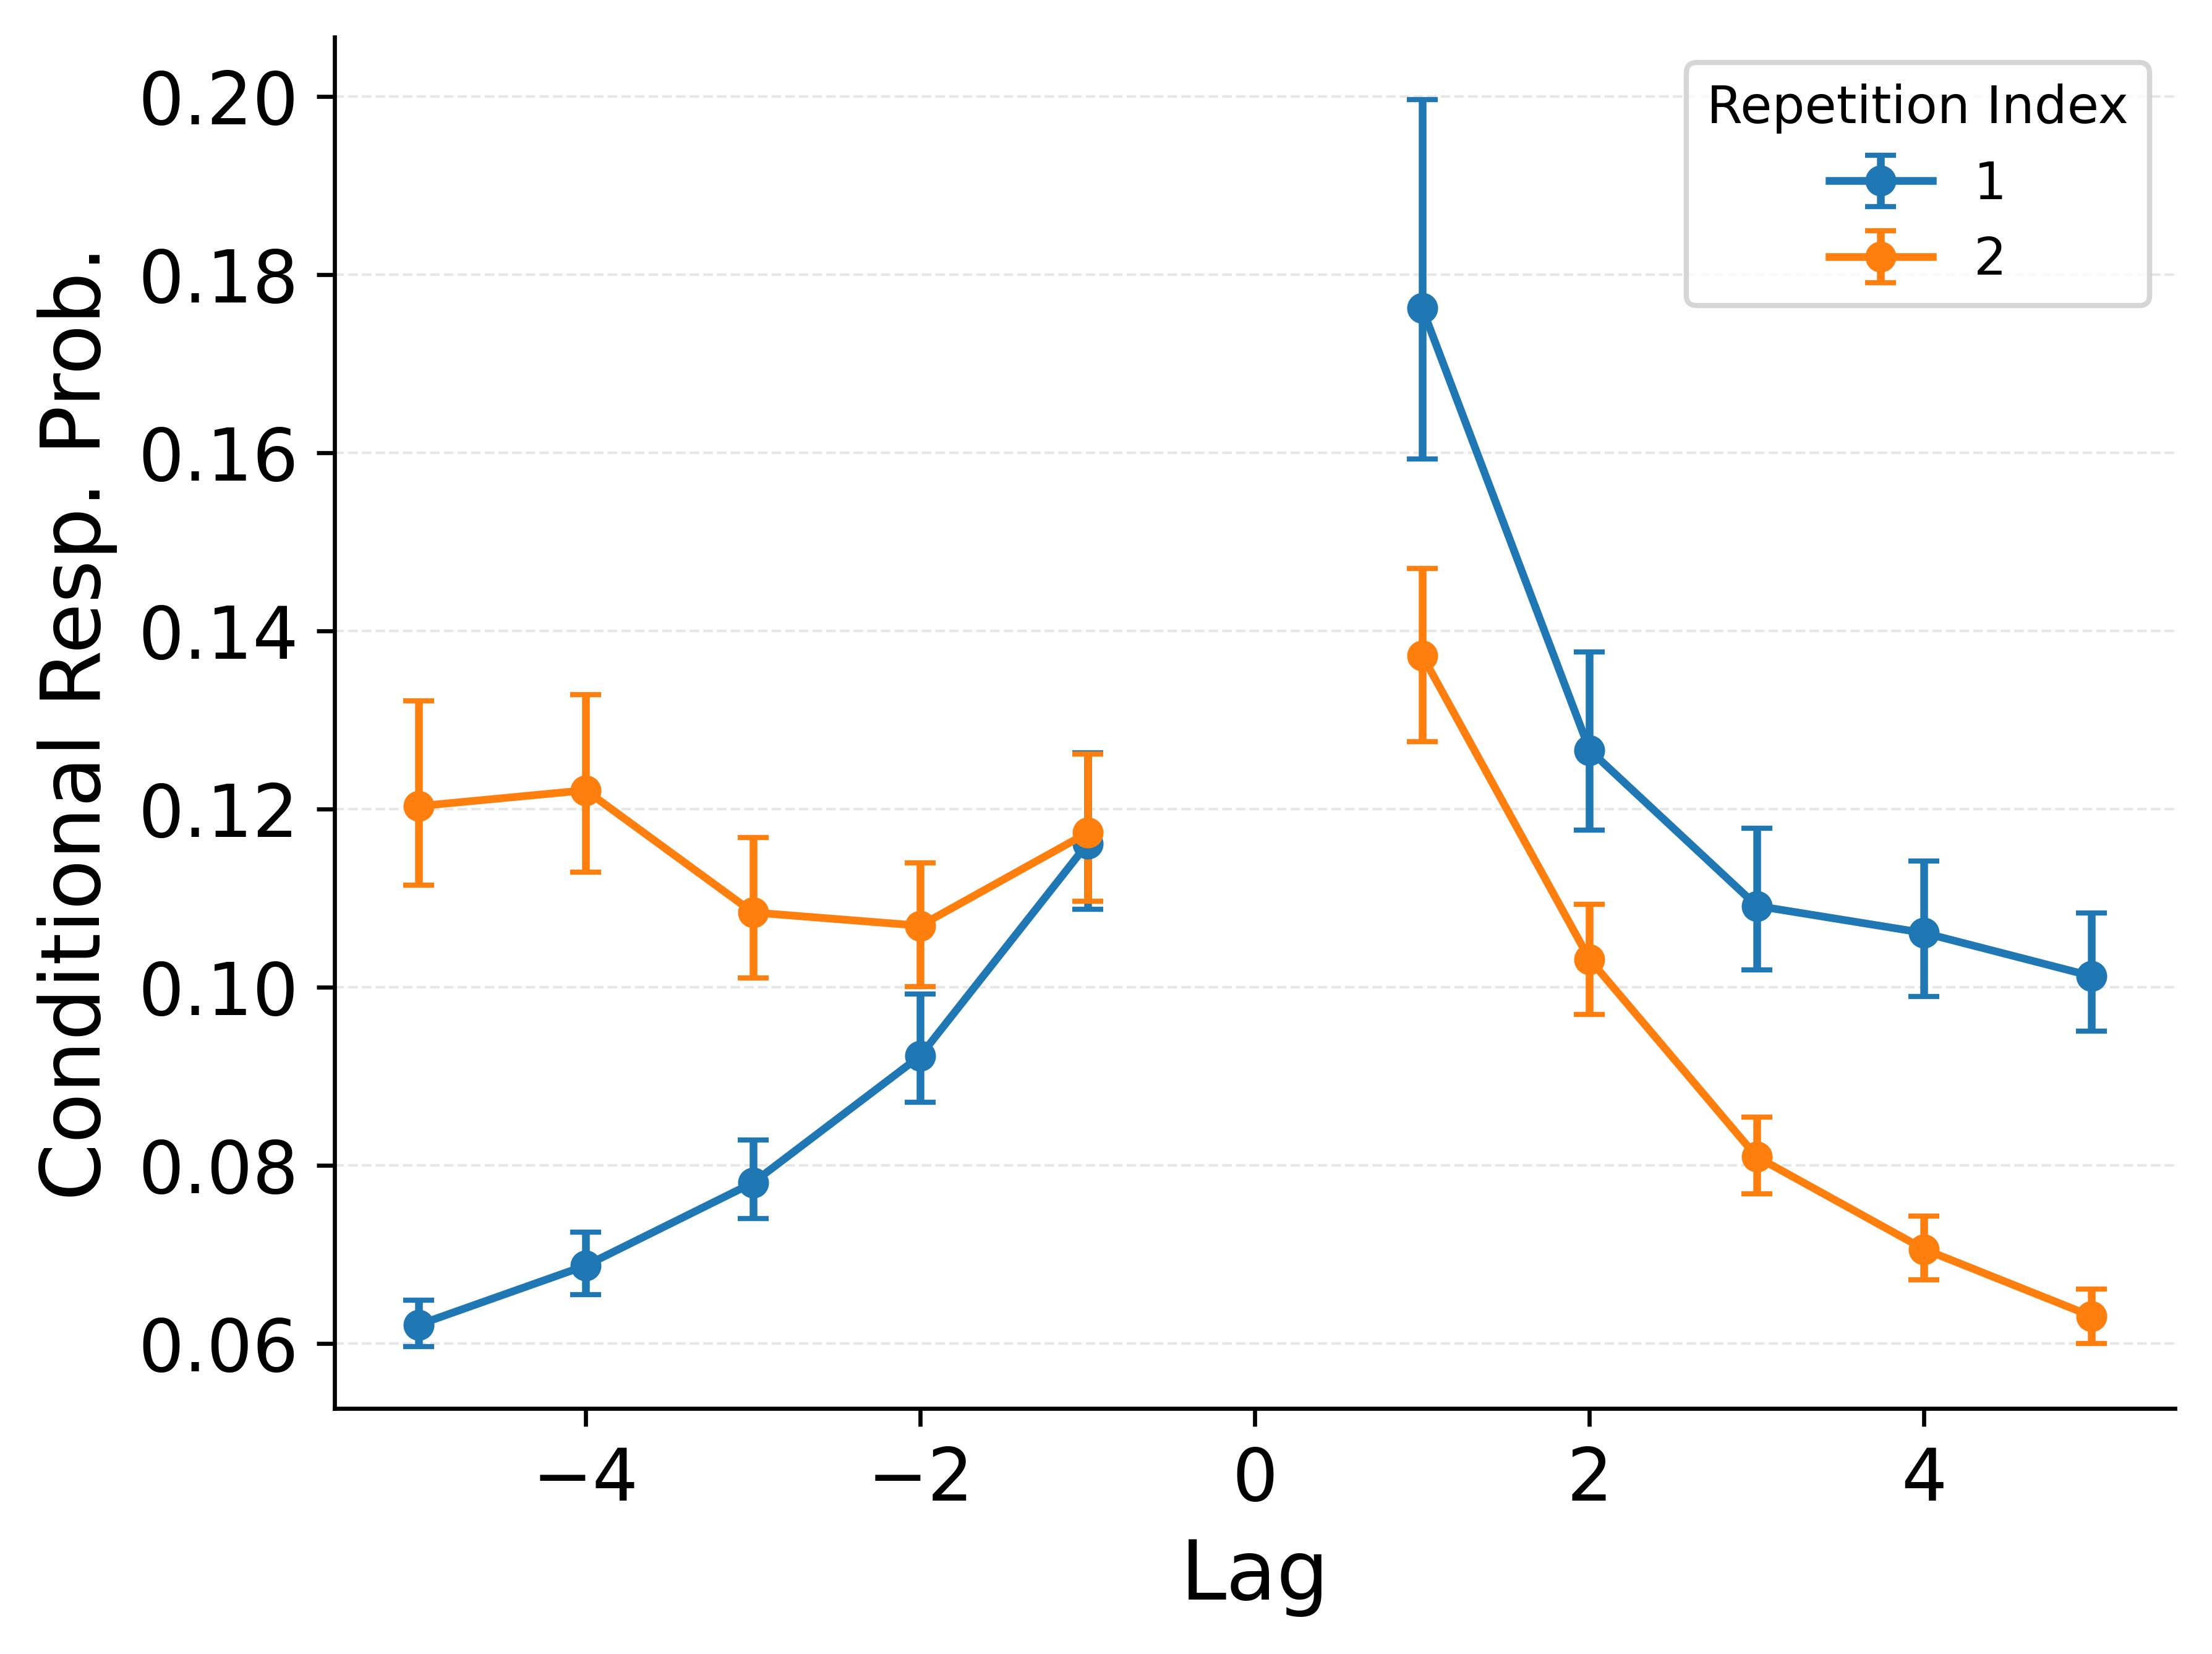 Conditional Resp. Prob.
0.20
0.18
0.16
0.14
0.12
0.10
0.08
0.06
Repetition Index
1
2
−4 −2 0 2 4
Lag